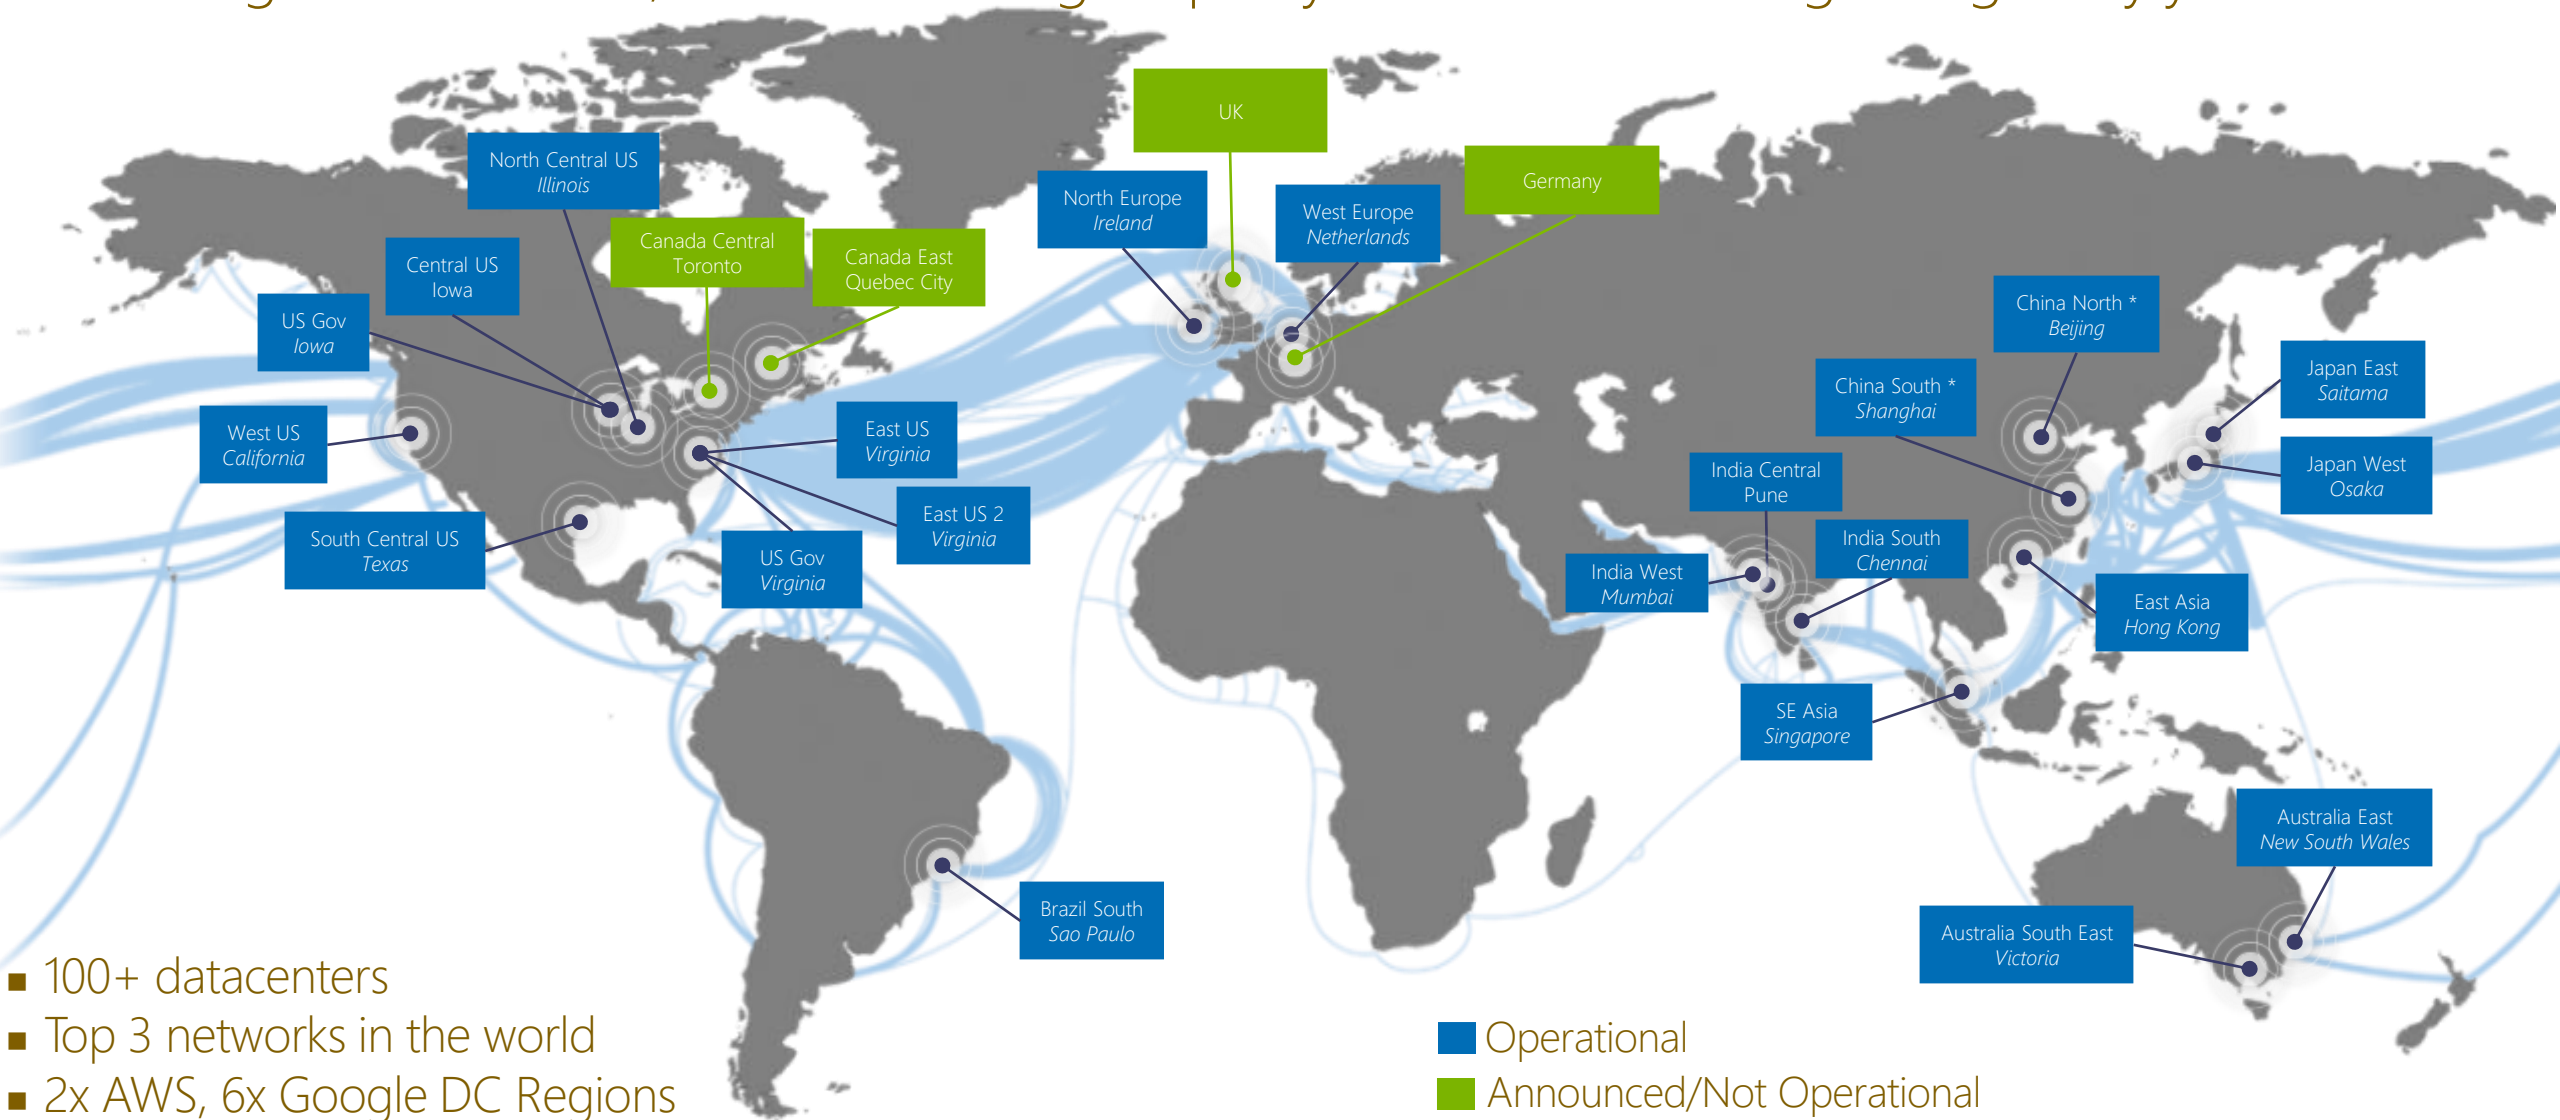 North Central US
Illinois
Central US
Iowa
US Gov
Iowa
West US
California
South Central US
Texas
Canada Central
Toronto
Canada East
Quebec City
East US
Virginia
East US 2
Virginia
US Gov
Virginia
Brazil South
Sao Paulo
UK
North Europe
Ireland
West Europe
Netherlands
Germany
China North *
Beijing
China South *
Shanghai
Japan East
Saitama
Japan West
Osaka
India Central
Pune
India South
Chennai
India West
Mumbai
East Asia
Hong Kong
SE Asia
Singapore
Australia East
New South Wales
Australia South East
Victoria
▪ 100+ datacenters
▪ Top 3 networks in the world
▪ 2x AWS, 6x Google DC Regions
Operational
Announced/Not Operational